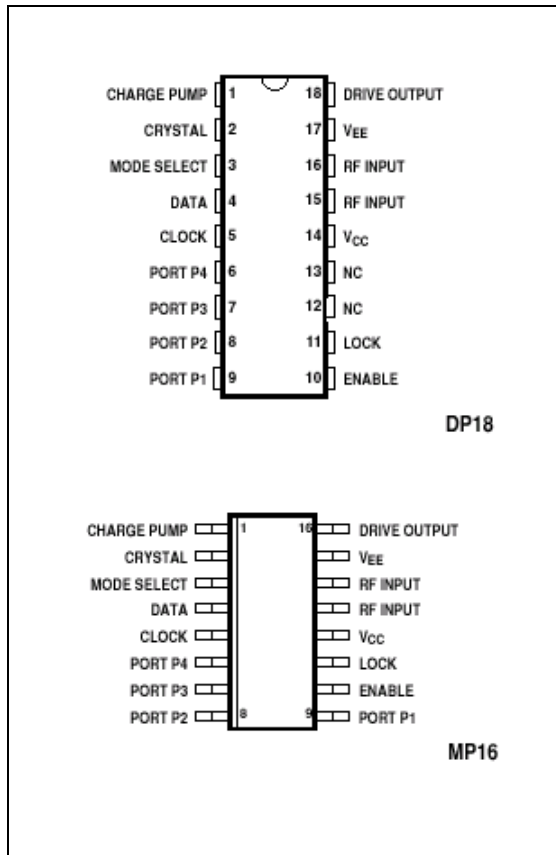 CHARGE PUMP 1 18 DRIVE OUTPUT
CRYSTAL 2 17 VEE
MODE SELECT 3 16 RF INPUT
DATA 4 15 RF INPUT
CLOCK 5 14 VCC
PORT P4 6 13 NC
PORT P3 7 12 NC
PORT P2 8 11 LOCK
PORT P1 9 10 ENABLE
DP18
CHARGE PUMP 1 16 DRIVE OUTPUT
CRYSTAL VEE
MODE SELECT RF INPUT
DATA RF INPUT
CLOCK VCC
PORT P4 LOCK
PORT P3 ENABLE
PORT P2 8 9 PORT P1
MP16